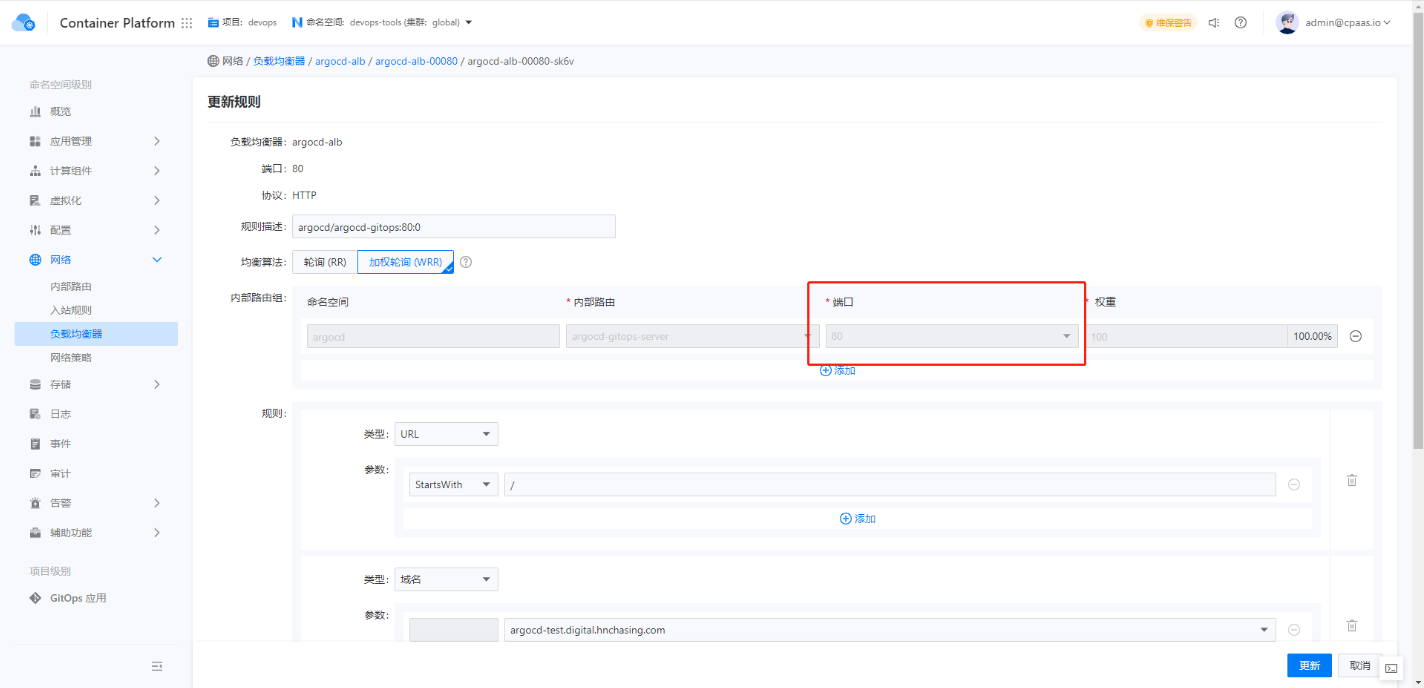 Container Platform 项目: devops 命名空间: devops-tools (集群: global) 维保警告 admin@cpaas.io
网络 / 负载均衡器 / argocd-alb / argocd-alb-00080 / argocd-alb-00080-sk6v
命名空间级别
概览
应用管理
计算组件
虚拟化
配置
网络
内部路由
入站规则
负载均衡器
网络策略
存储
日志
事件
审计
告警
辅助功能
项目级别
GitOps 应用
更新规则
负载均衡器: argocd-alb
端口: 80
协议: HTTP
规则描述: argocd/argocd-gitops:80:0
均衡算法: 轮询 (RR) 加权轮询 (WRR)
内部路由组: 命名空间 * 内部路由 * 端口 * 权重
argocd argocd-gitops-server 80 100 100.00%
添加
规则:
类型: URL
参数:
StartsWith /
添加
类型: 域名
参数:
argocd-test.digital.hnchasing.com
更新 取消